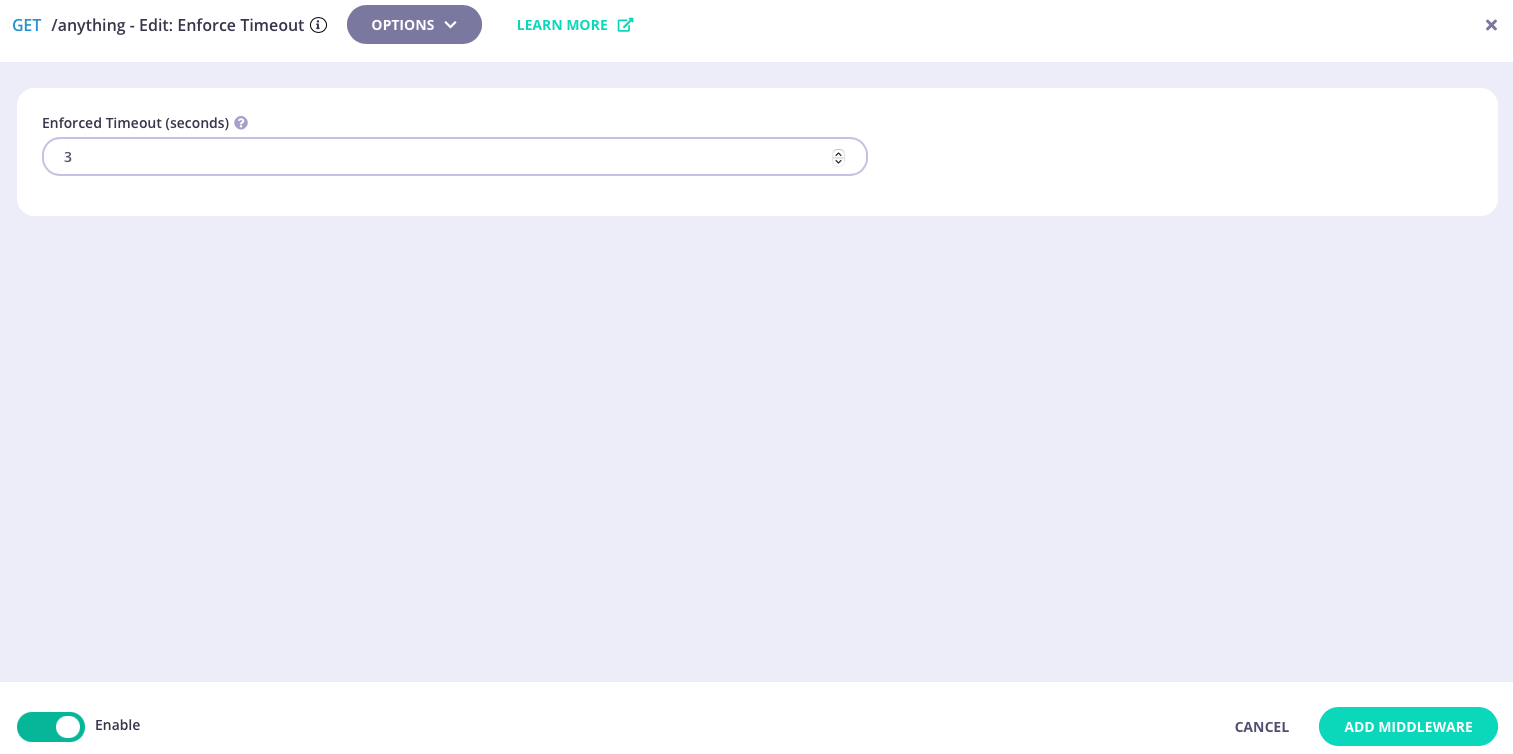 GET /anything - Edit: Enforce Timeout OPTIONS LEARN MORE
Enforced Timeout (seconds)
3
Enable CANCEL ADD MIDDLEWARE